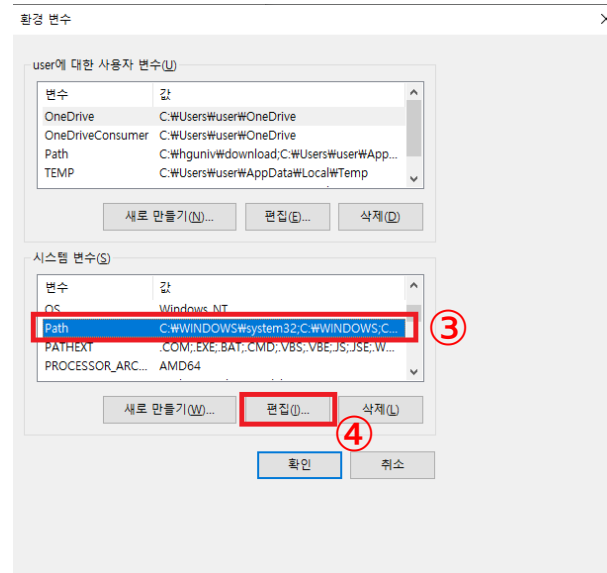 환경 변수
user에 대한 사용자 변수(U)
변수 값
OneDrive C:₩Users₩user₩OneDrive
OneDriveConsumer C:₩Users₩user₩OneDrive
Path C:₩hguniv₩download;C:₩Users₩user₩App...
TEMP C:₩Users₩user₩AppData₩Local₩Temp
새로 만들기(N)... 편집(E)... 삭제(D)
시스템 변수(S)
변수 값
OS Windows_NT
Path C:₩WINDOWS₩system32;C:₩WINDOWS;C...
③
PATHEXT .COM;.EXE;.BAT;.CMD;.VBS;.VBE;.JS;.JSE;.W...
PROCESSOR_ARC... AMD64
새로 만들기(W)... 편집(I)... 삭제(L)
④
확인 취소